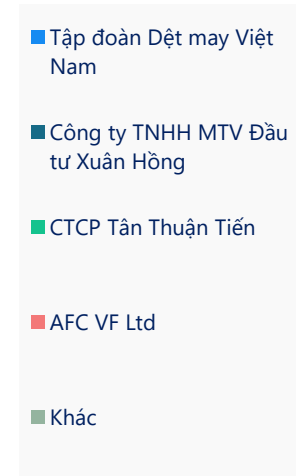 Tập đoàn Dệt may Việt
Nam
Công ty TNHH MTV Đầu
tư Xuân Hồng
CTCP Tân Thuận Tiến
AFC VF Ltd
Khác